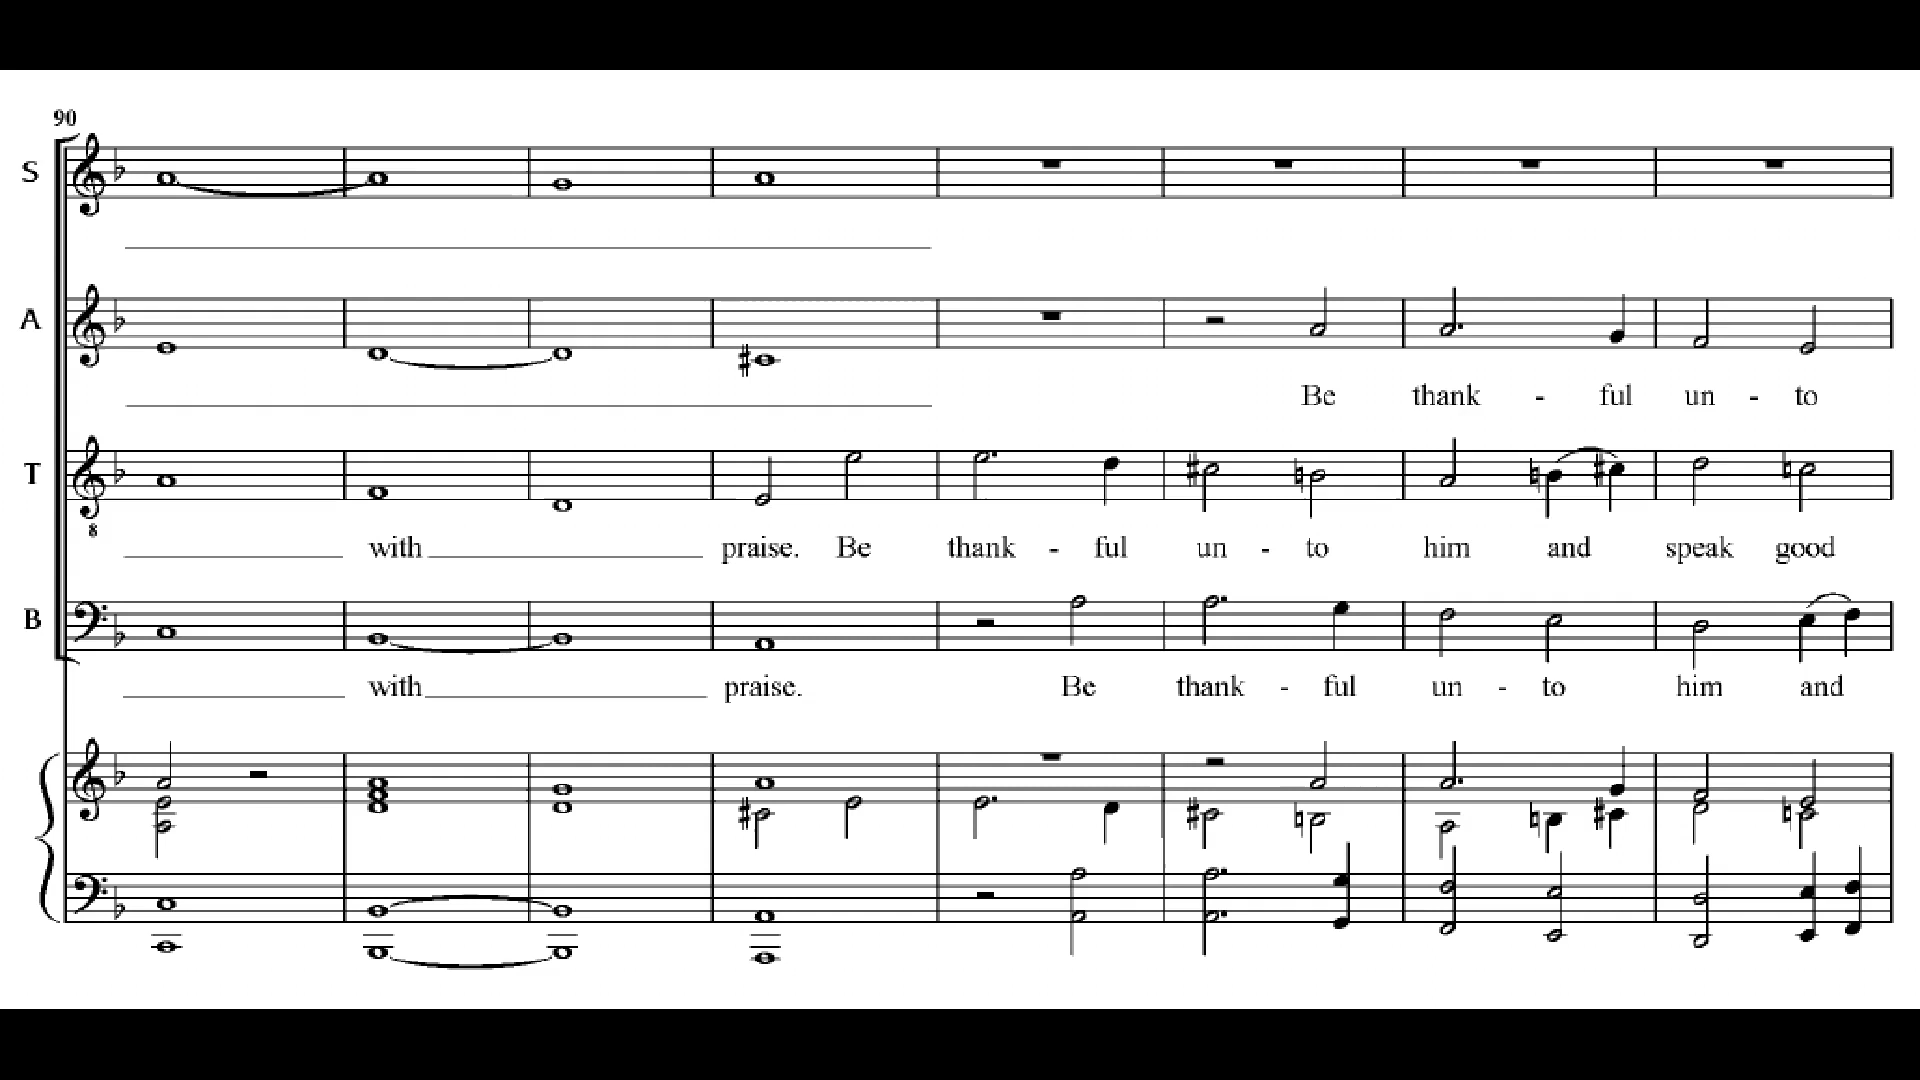 90
S
A
Be thank - ful un - to
T
8
with praise. Be thank - ful un - to him and speak good
B
with praise. Be thank - ful un - to him and